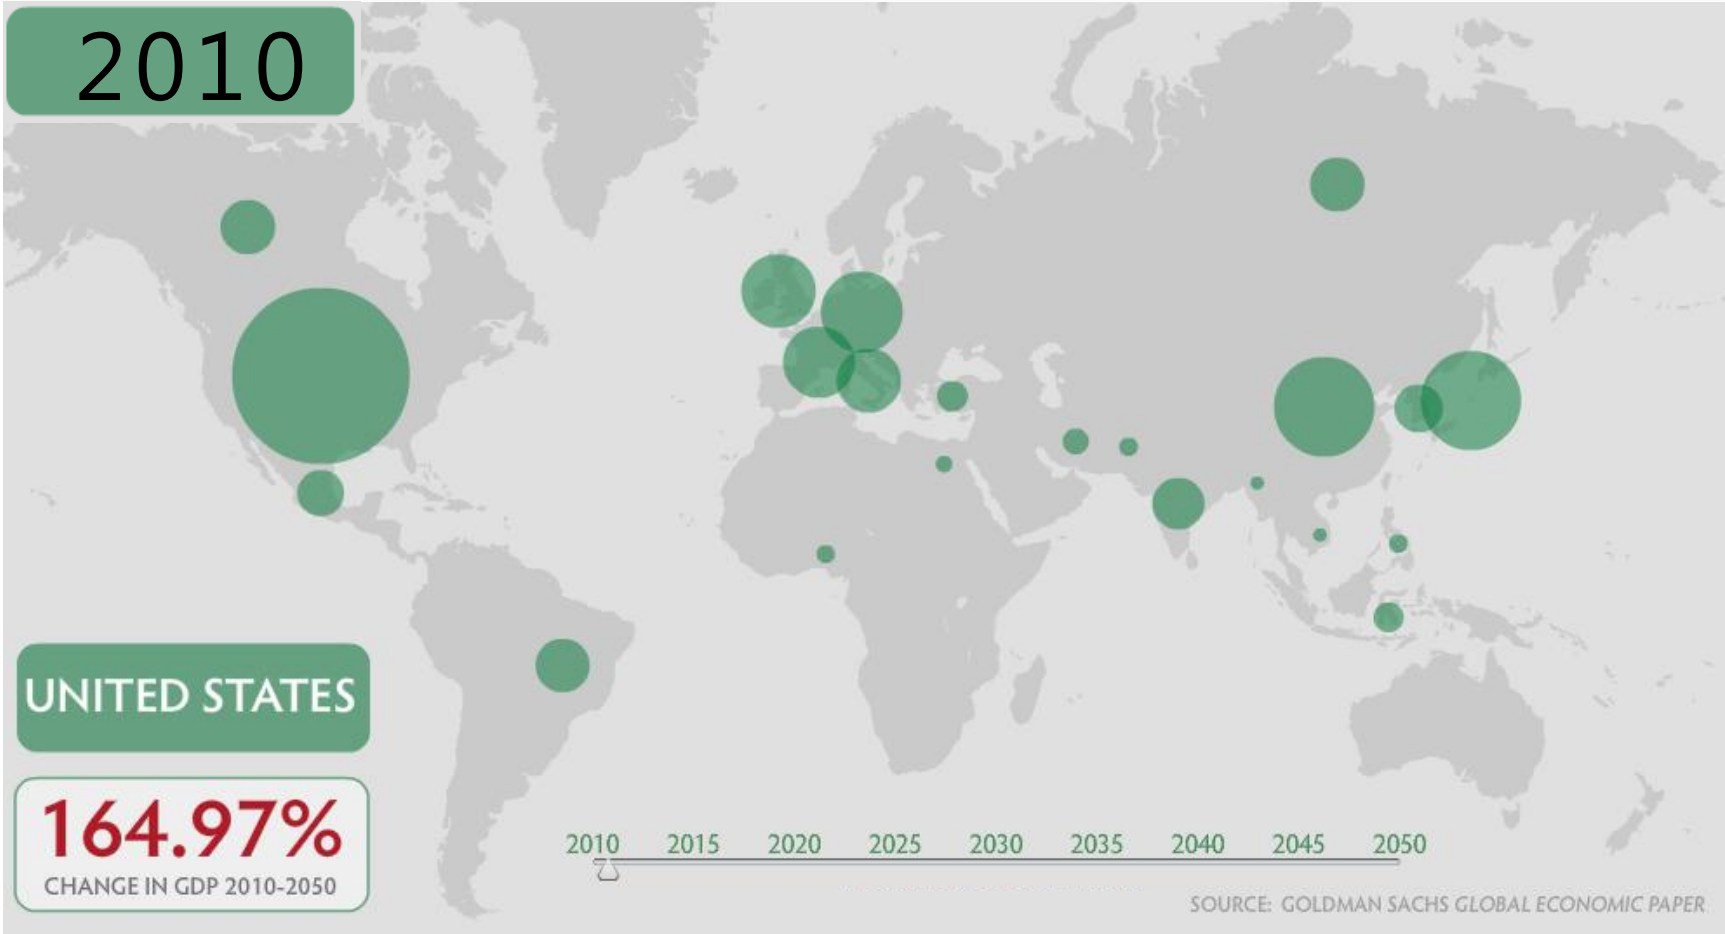 2010
UNITED STATES
164.97%
CHANGE IN GDP 2010-2050
2010 2015 2020 2025 2030 2035 2040 2045 2050
SOURCE: GOLDMAN SACHS GLOBAL ECONOMIC PAPER